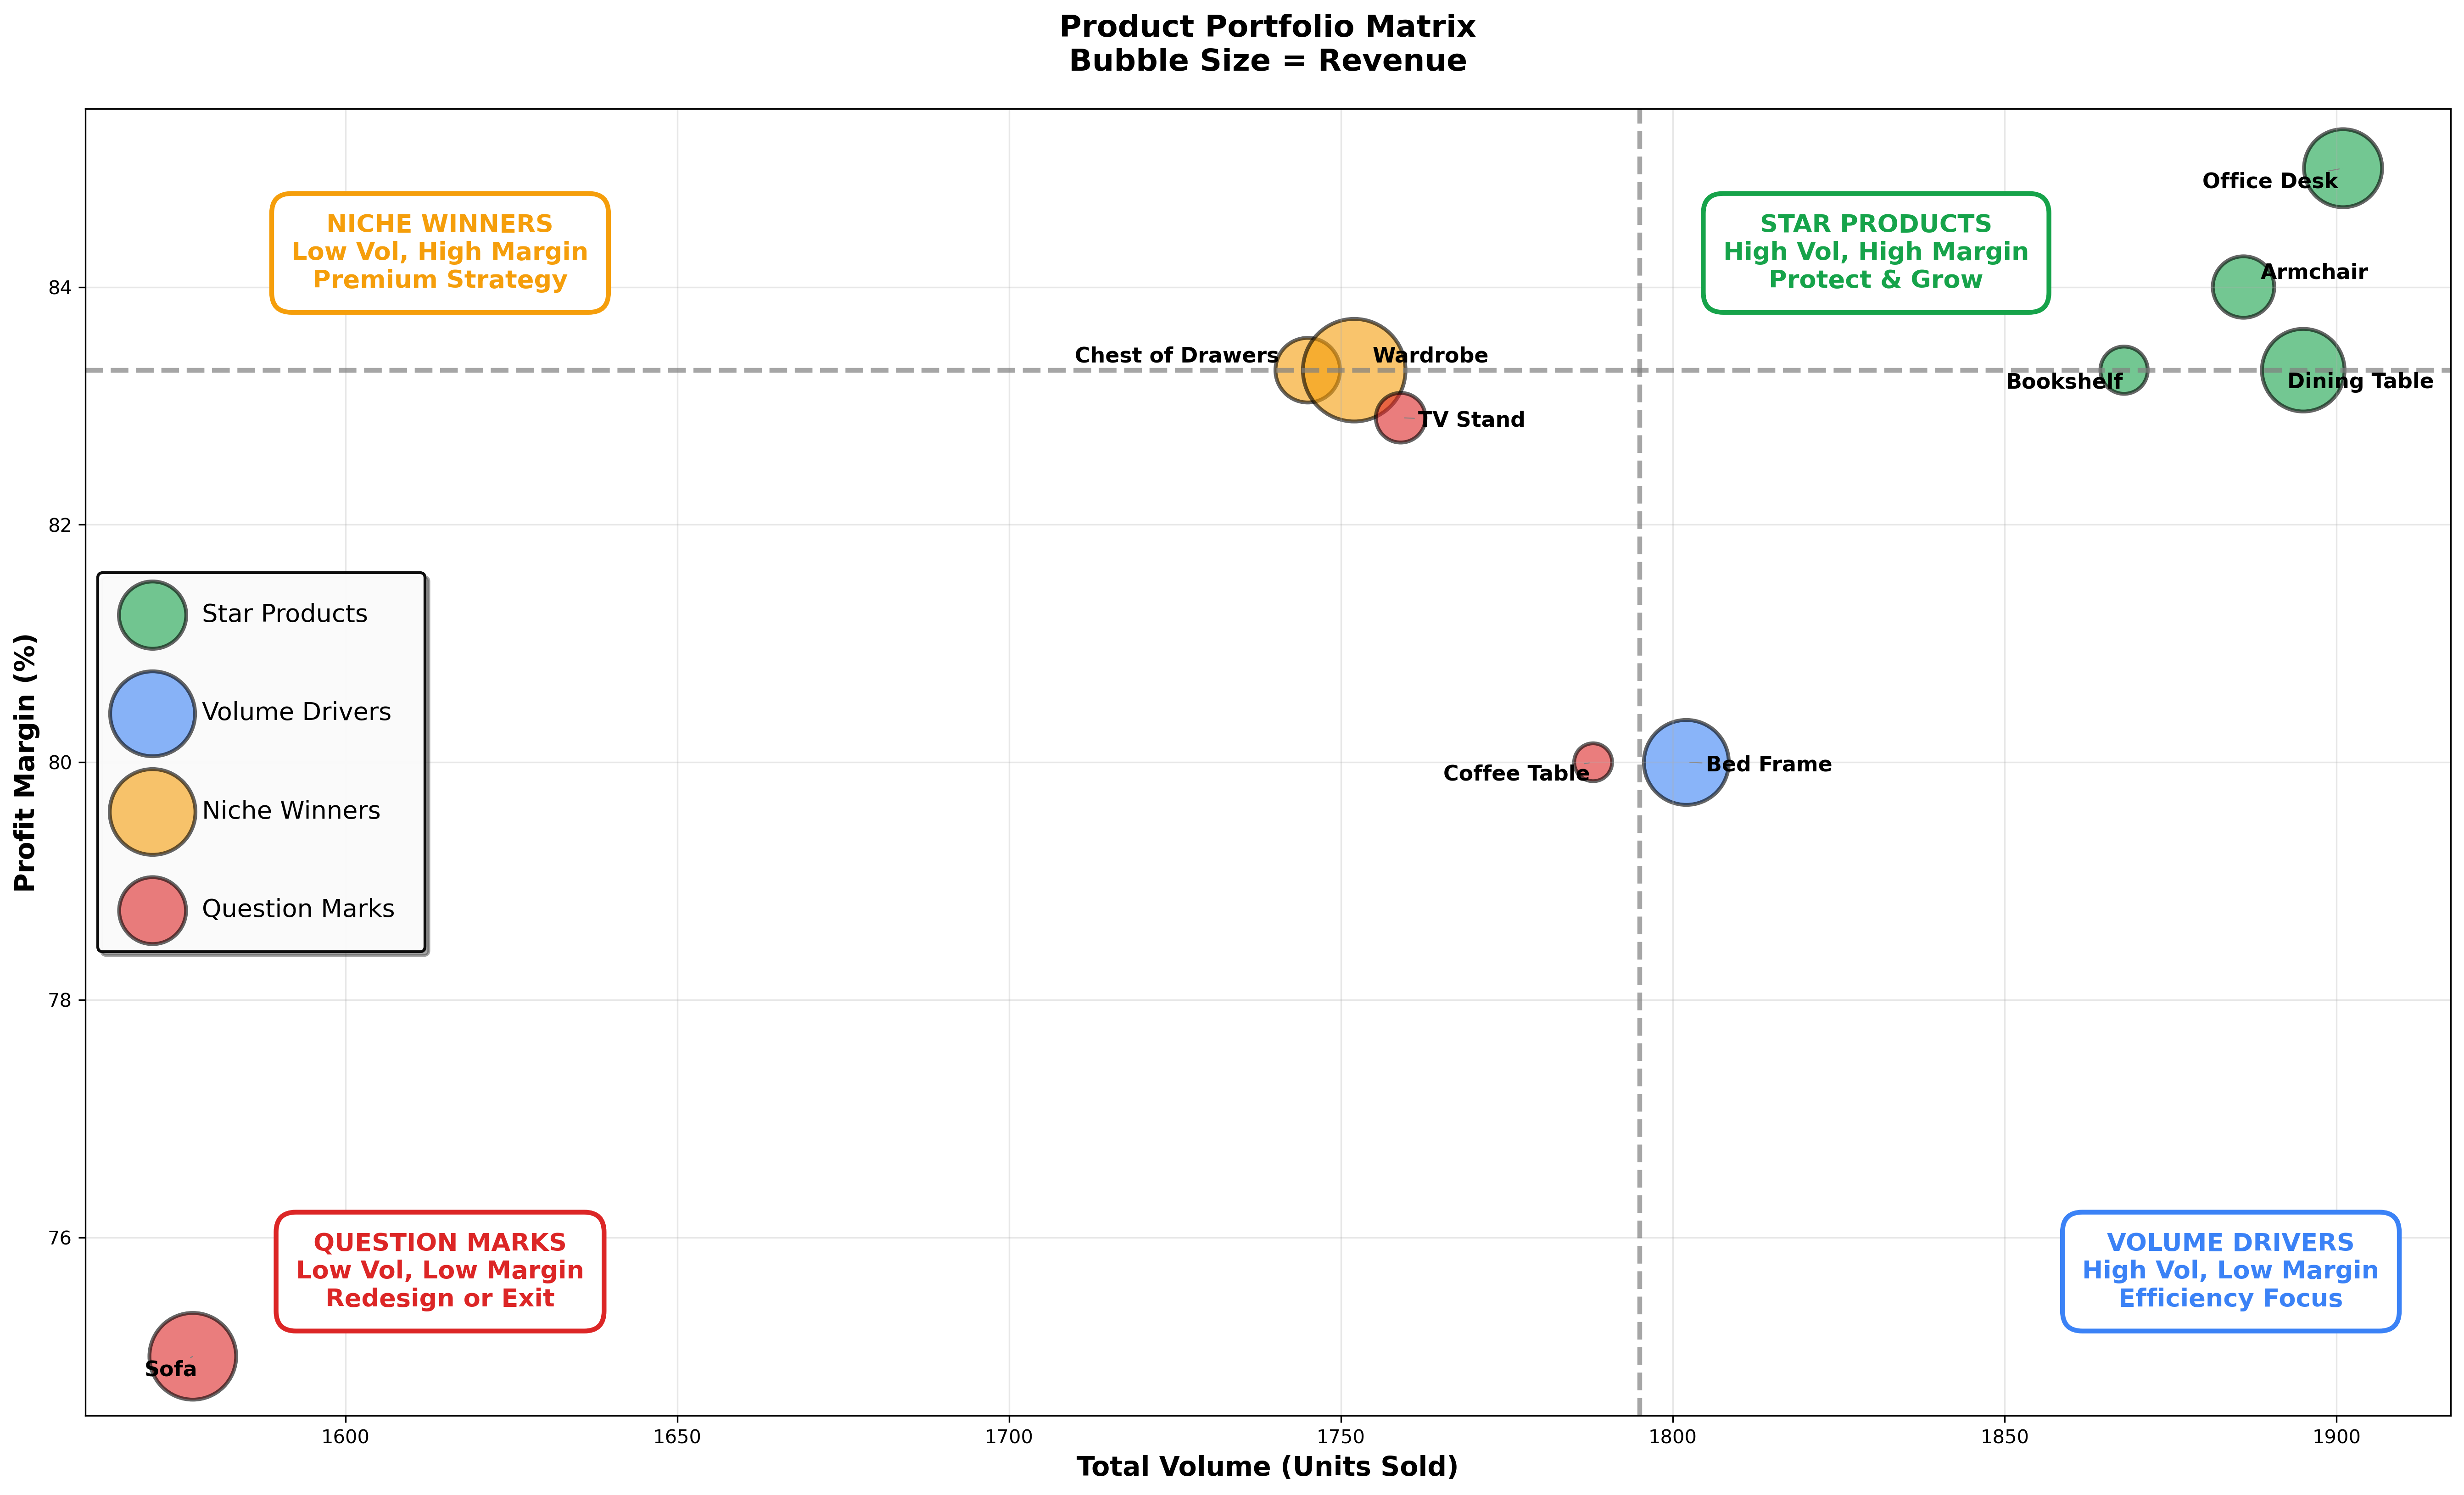 Product Portfolio Matrix
Bubble Size = Revenue
Office Desk
NICHE WINNERS
Low Vol, High Margin
Premium Strategy
STAR PRODUCTS
High Vol, High Margin
Protect & Grow
Armchair
84
Chest of Drawers
Wardrobe
Bookshelf
Dining Table
TV Stand
82
Star Products
Volume Drivers
Niche Winners
Question Marks
Profit Margin (%)
80
Coffee Table
Bed Frame
78
76
QUESTION MARKS
Low Vol, Low Margin
Redesign or Exit
VOLUME DRIVERS
High Vol, Low Margin
Efficiency Focus
Sofa
1600
1650
1700
1750
1800
1850
1900
Total Volume (Units Sold)